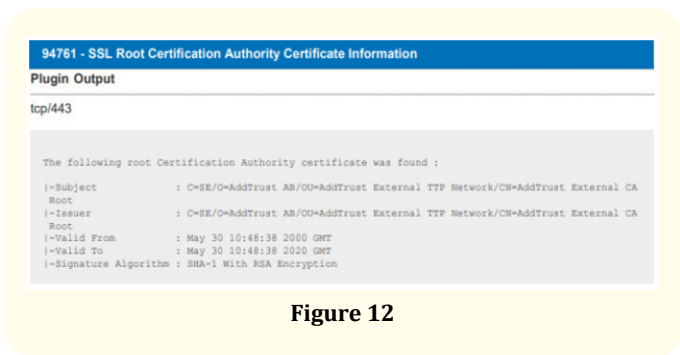 94761 - SSL Root Certification Authority Certificate Information
Plugin Output
tcp/443
The following root Certification Authority certificate was found :
|-Subject : C=SE/O=AddTrust AB/OU=AddTrust External TTP Network/CN=AddTrust External CA
Root
|-Issuer : C=SE/O=AddTrust AB/OU=AddTrust External TTP Network/CN=AddTrust External CA
Root
|-Valid From : May 30 10:48:38 2000 GMT
|-Valid To : May 30 10:48:38 2020 GMT
|-Signature Algorithm : SHA-1 With RSA Encryption
Figure 12